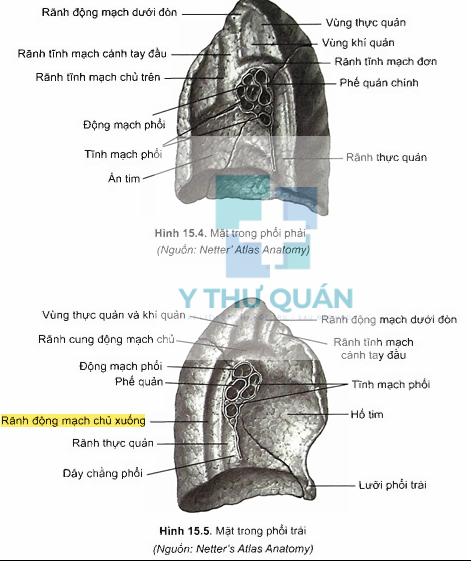 Rãnh động mạch dưới đòn
Vùng thực quản
Vùng khí quản
Rãnh tĩnh mạch cánh tay đầu
Rãnh tĩnh mạch đơn
Rãnh tĩnh mạch chủ trên
Phế quản chính
Động mạch phổi
Tĩnh mạch phổi
Rãnh thực quản
Ấn tim
Hình 15.4. Mặt trong phổi phải
(Nguồn: Netter' Atlas Anatomy)
Y THƯ QUÁN
Vùng thực quản và khí quản
Rãnh động mạch dưới đòn
Rãnh cung động mạch chủ
Rãnh tĩnh mạch
cánh tay đầu
Động mạch phổi
Phế quản
Tĩnh mạch phổi
Rãnh động mạch chủ xuống
Hố tim
Rãnh thực quản
Dây chằng phổi
Lưỡi phổi trái
Hình 15.5. Mặt trong phổi trái
(Nguồn: Netter's Atlas Anatomy)